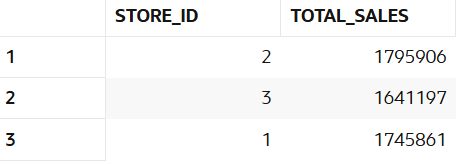 STORE_ID TOTAL_SALES
1 2 1795906
2 3 1641197
3 1 1745861